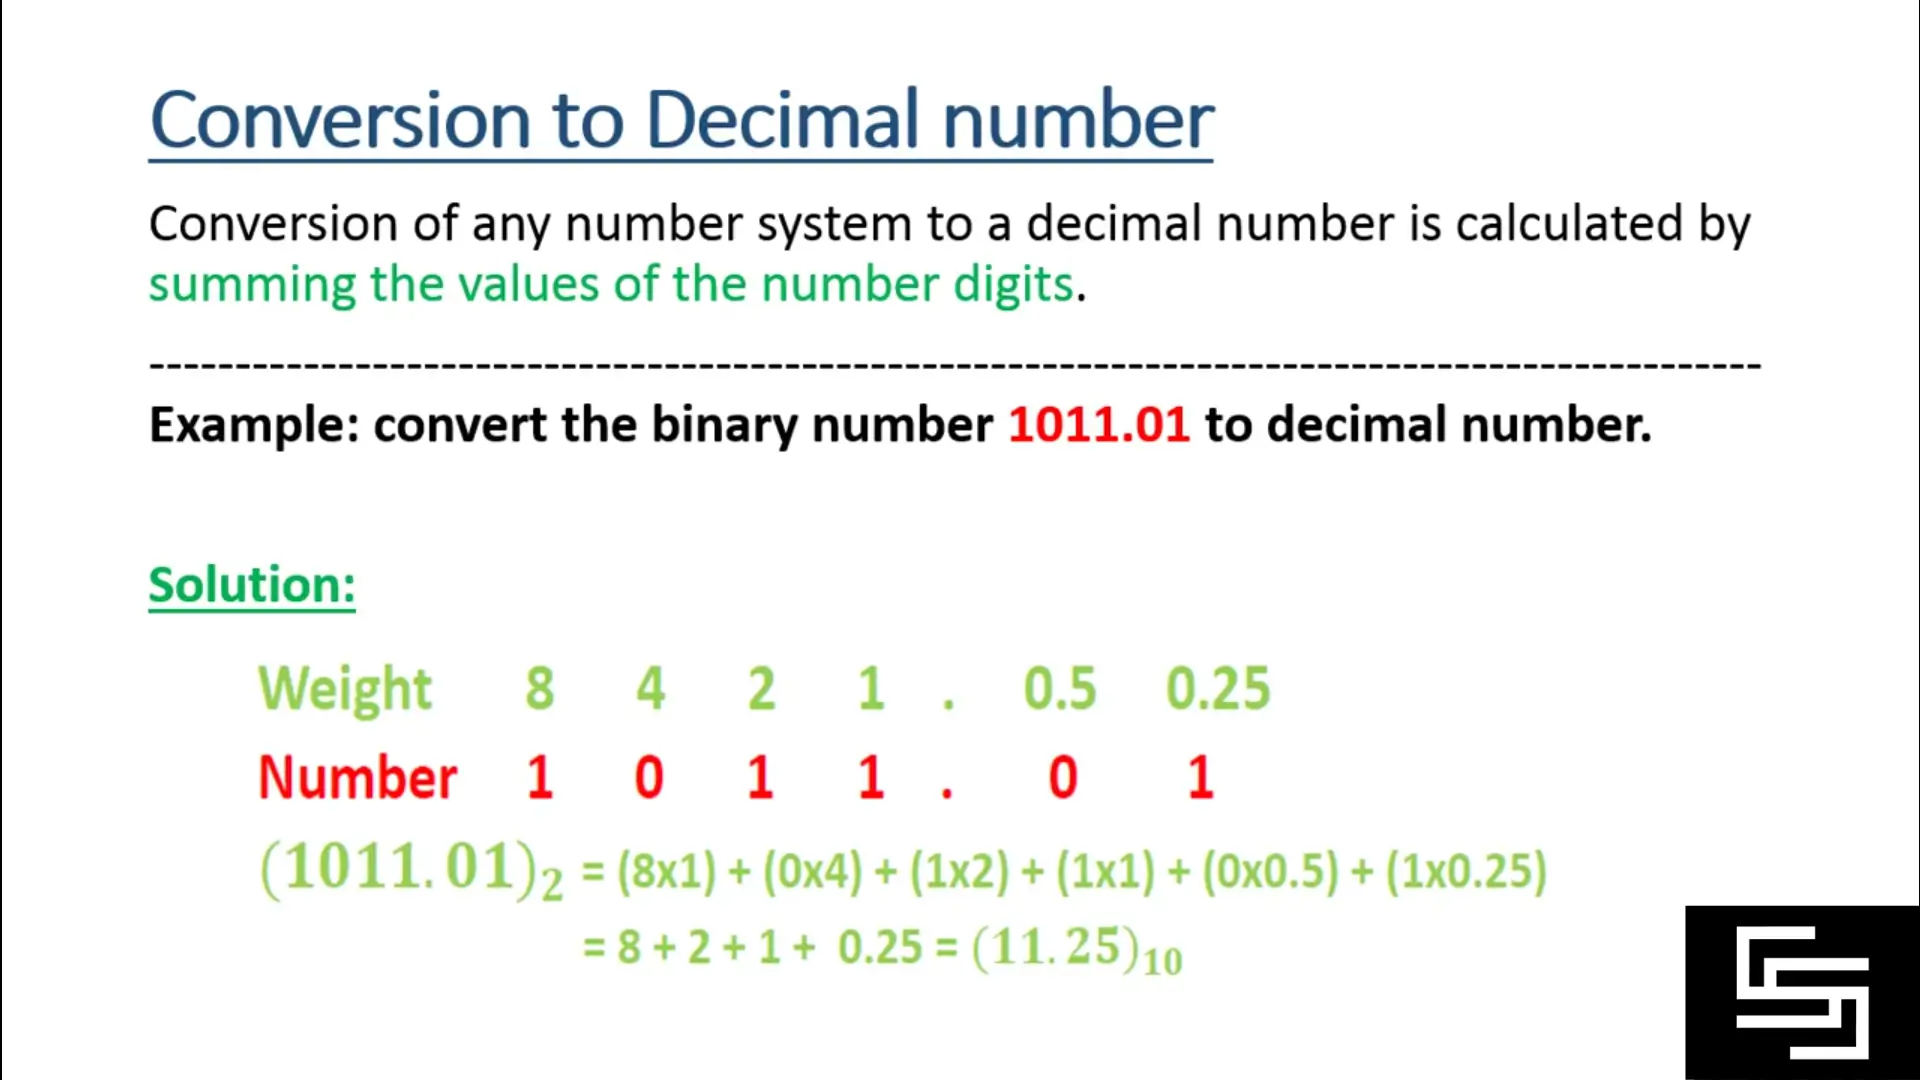 Conversion to Decimal number
Conversion of any number system to a decimal number is calculated by
summing the values of the number digits.
--------------------------------------------------------------------------------------------
Example: convert the binary number 1011.01 to decimal number.
Solution:
Weight 8 4 2 1 . 0.5 0.25
Number 1 0 1 1 . 0 1
(1011.01)₂ = (8x1) + (0x4) + (1x2) + (1x1) + (0x0.5) + (1x0.25)
= 8 + 2 + 1 + 0.25 = (11.25)₁₀